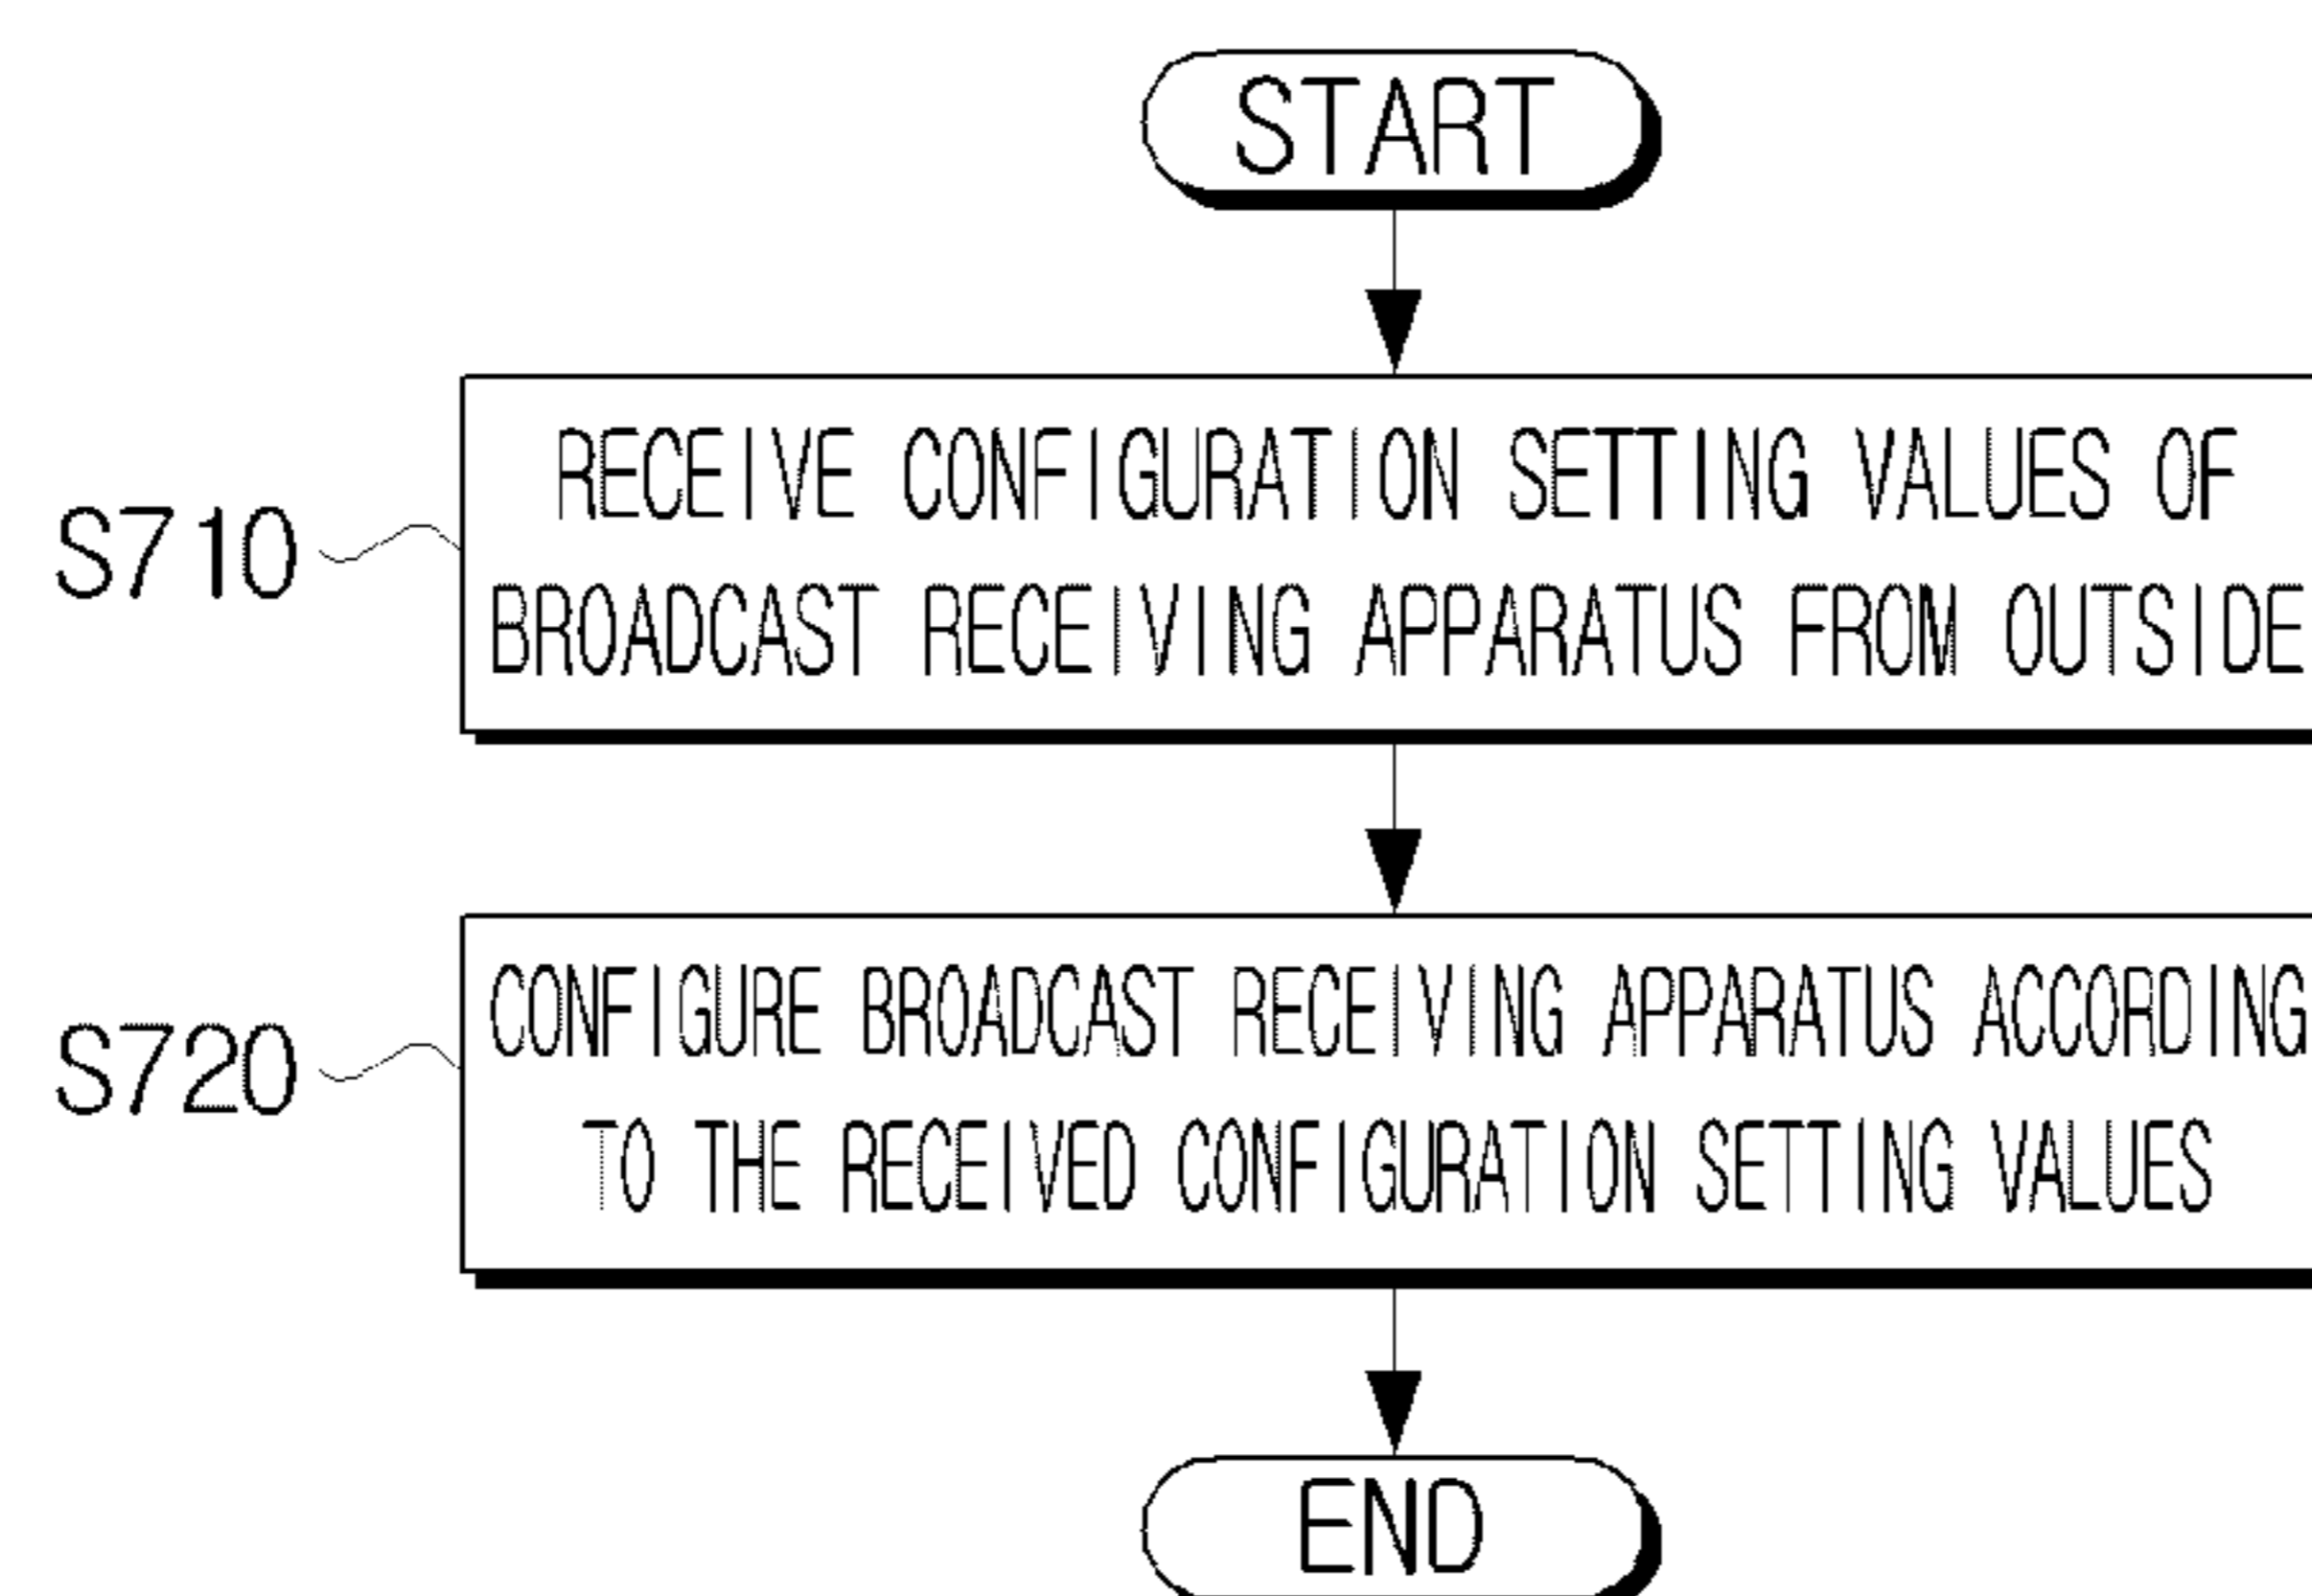 START
RECEIVE CONFIGURATION SETTING VALUES OF
S710
BROADCAST RECEIVING APPARATUS FROM OUTSIDE
CONFIGURE BROADCAST RECEIVING APPARATUS ACCORDING
S720
TO THE RECEIVED CONFIGURATION SETTING VALUES
END